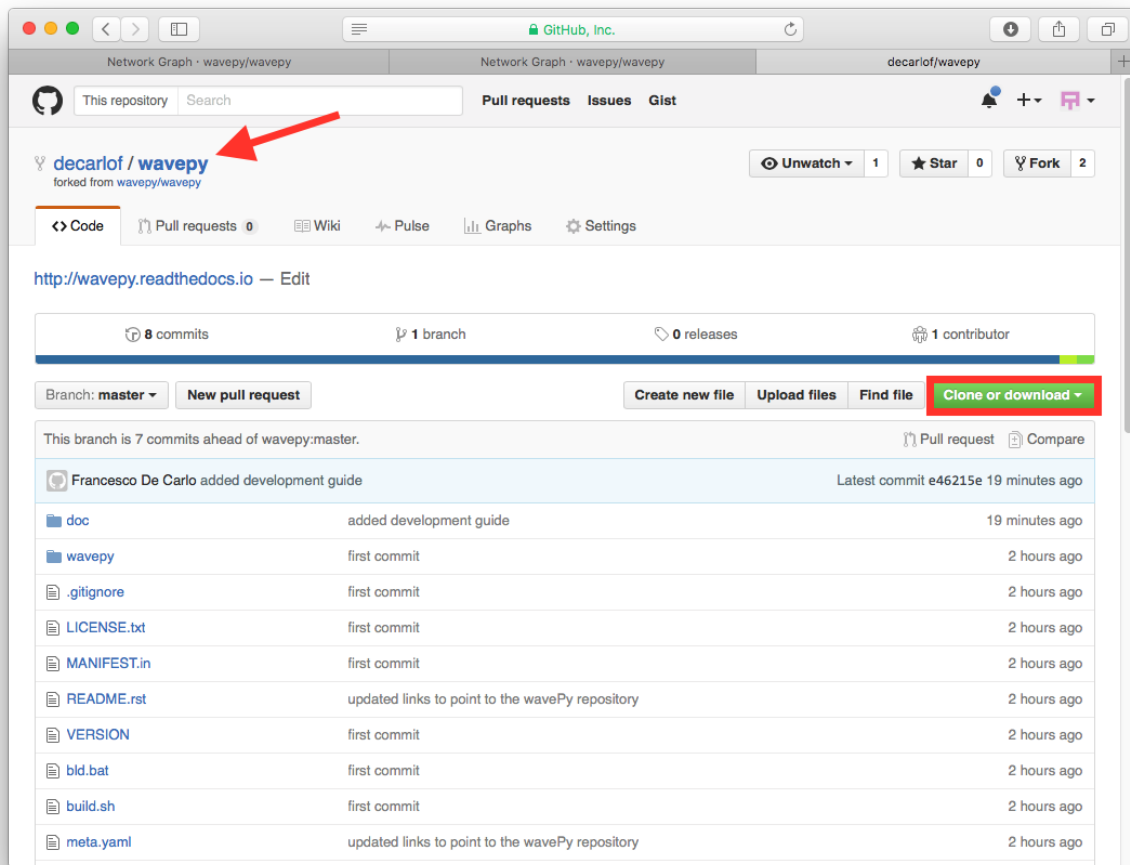 GitHub, Inc.
Network Graph · wavepy/wavepy Network Graph · wavepy/wavepy decarlof/wavepy
This repository Search Pull requests Issues Gist
decarlof / wavepy Unwatch 1 Star 0 Fork 2
forked from wavepy/wavepy
Code Pull requests 0 Wiki Pulse Graphs Settings
http://wavepy.readthedocs.io — Edit
8 commits 1 branch 0 releases 1 contributor
Branch: master New pull request Create new file Upload files Find file Clone or download
This branch is 7 commits ahead of wavepy:master. Pull request Compare
Francesco De Carlo added development guide Latest commit e46215e 19 minutes ago
doc added development guide 19 minutes ago
wavepy first commit 2 hours ago
.gitignore first commit 2 hours ago
LICENSE.txt first commit 2 hours ago
MANIFEST.in first commit 2 hours ago
README.rst updated links to point to the wavePy repository 2 hours ago
VERSION first commit 2 hours ago
bld.bat first commit 2 hours ago
build.sh first commit 2 hours ago
meta.yaml updated links to point to the wavePy repository 2 hours ago